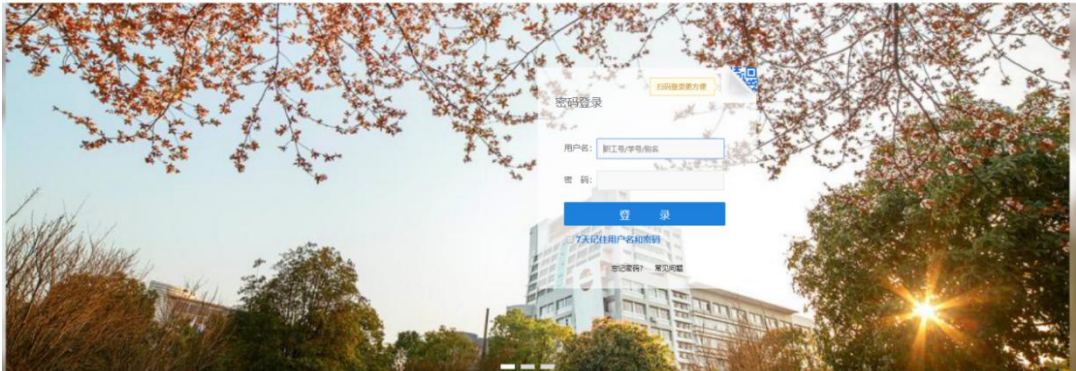 扫码登录更方便
密码登录
用户名: 职工号/学号/别名
密 码:
登 录
7天记住用户名和密码
忘记密码? 常见问题